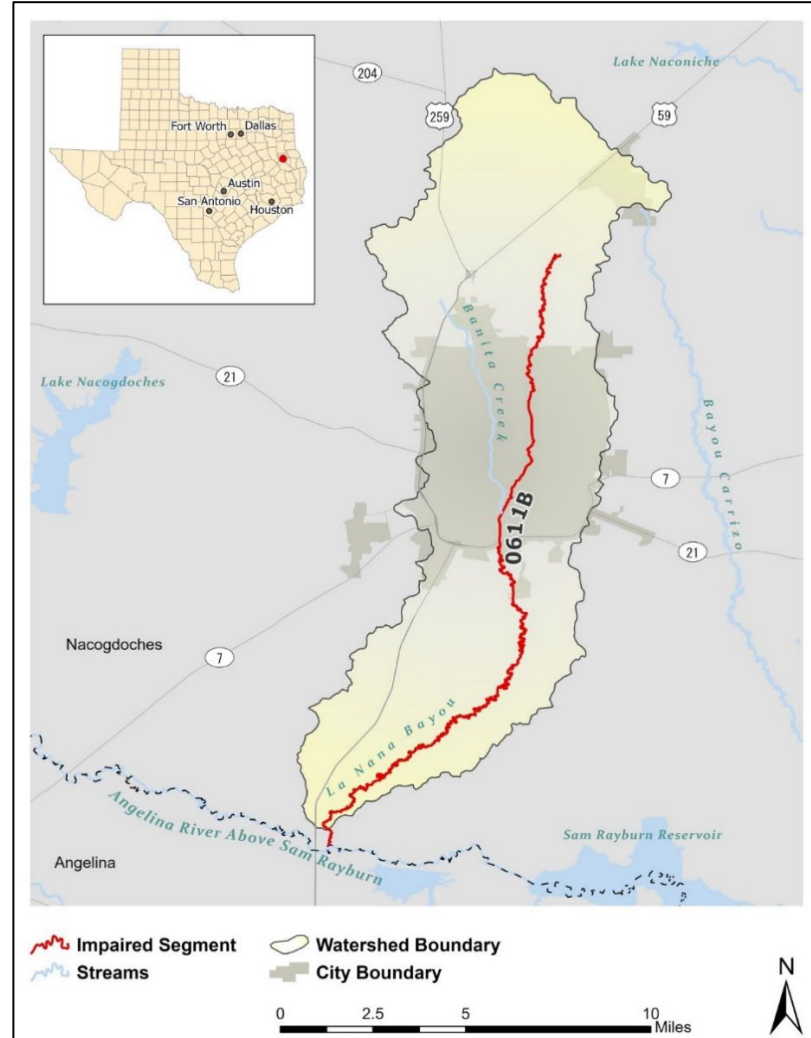 Fort Worth
Dallas
Austin
San Antonio
Houston
204
259
59
Lake Naconiche
Banita Creek
21
Lake Nacogdoches
Bayou Carrizo
7
0611B
21
Nacogdoches
7
La Nana Bayou
Angelina River Above Sam Rayburn
Sam Rayburn Reservoir
Angelina
Impaired Segment
Watershed Boundary
Streams
City Boundary
N
0 2.5 5 10
Miles